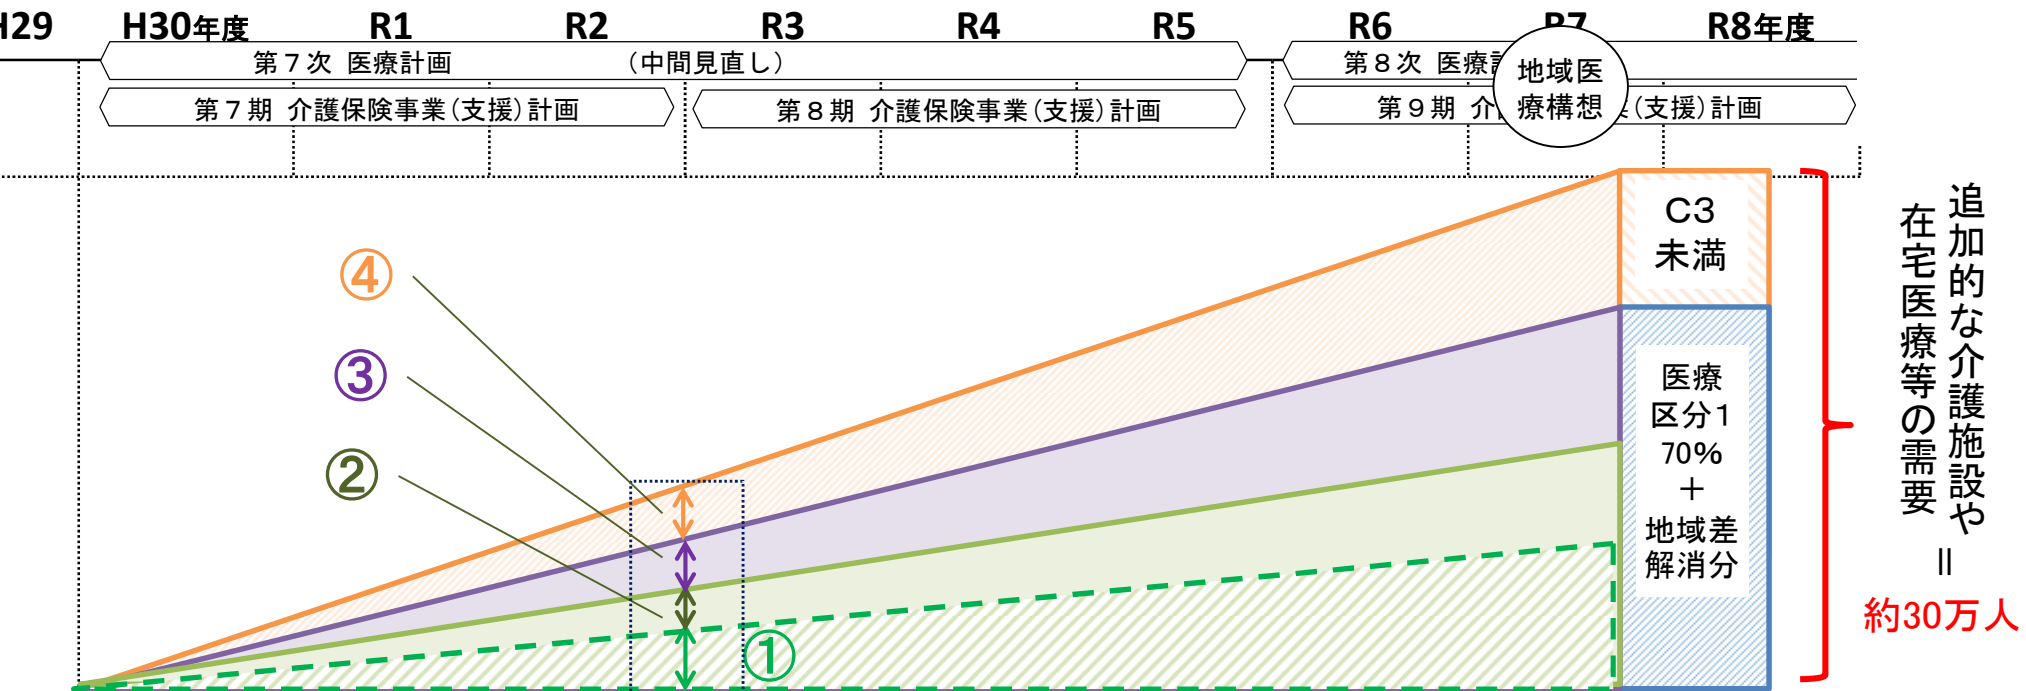 H29 H30年度 R1 R2 R3 R4 R5 R6 R7 R8年度
第７次 医療計画 （中間見直し）
第８次 医療
地域医
療構想
第７期 介護保険事業（支援）計画
第８期 介護保険事業（支援）計画
第９期 介
（支援）計画
④
③
②
①
C3
未満
医療
区分1
70%
＋
地域差
解消分
追加的な介護施設や
在宅医療等の需要
＝
約30万人